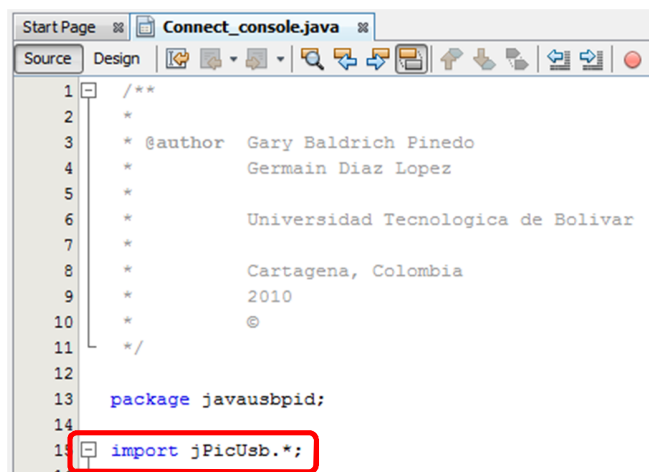 Start Page Connect_console.java
Source Design
1 /**
2 *
3 * @author Gary Baldrich Pinedo
4 * Germain Diaz Lopez
5 *
6 * Universidad Tecnologica de Bolivar
7 *
8 * Cartagena, Colombia
9 * 2010
10 * ©
11 */
12
13 package javausbpid;
14
15 import jPicUsb.*;